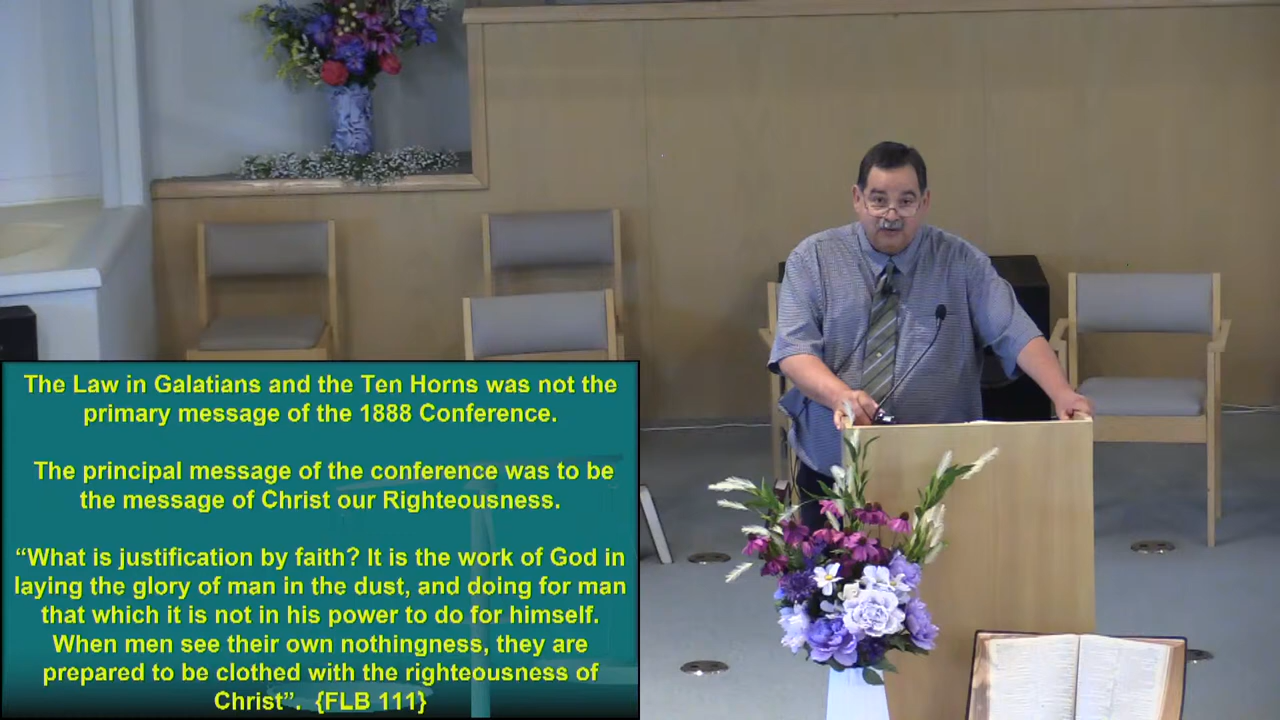 The Law in Galatians and the Ten Horns was not the
primary message of the 1888 Conference.
The principal message of the conference was to be
the message of Christ our Righteousness.
“What is justification by faith? It is the work of God in
laying the glory of man in the dust, and doing for man
that which it is not in his power to do for himself.
When men see their own nothingness, they are
prepared to be clothed with the righteousness of
Christ”. {FLB 111}